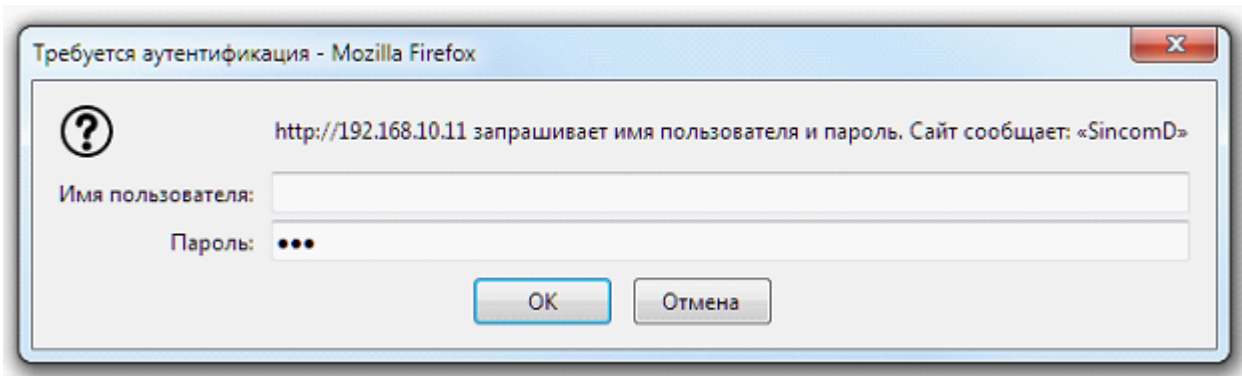 Требуется аутентификация - Mozilla Firefox
http://192.168.10.11 запрашивает имя пользователя и пароль. Сайт сообщает: «SincomD»
Имя пользователя:
Пароль: •••
OK Отмена